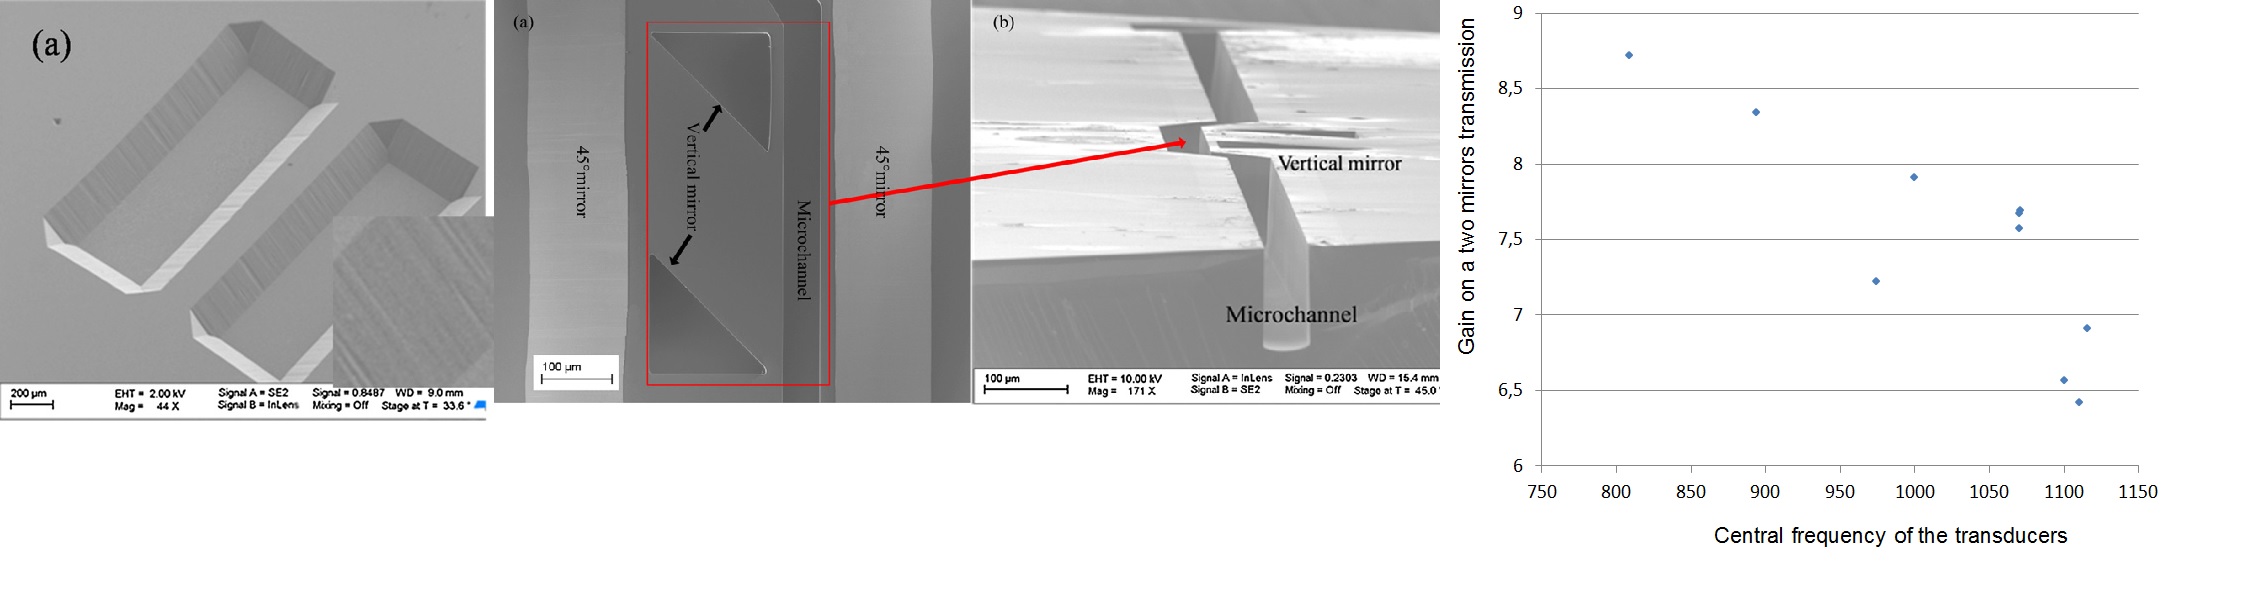 (a)
200 µm
EHT = 2.00 kV
Mag = 44 X
Signal A = SE2
Signal B = InLens
Signal = 0.8487
Mixing = Off
WD = 9.0 mm
Stage at T = 33.6 °
(a)
45°mirror
Vertical mirror
Microchannel
45°mirror
100 µm
(b)
Vertical mirror
Microchannel
100 µm
EHT = 10.00 kV
Mag = 171 X
Signal A = InLens
Signal B = SE2
Signal = 0.2303
Mixing = Off
WD = 15.4 mm
Stage at T = 45.0
Gain on a two mirrors transmission
9
8,5
8
7,5
7
6,5
6
750 800 850 900 950 1000 1050 1100 1150
Central frequency of the transducers